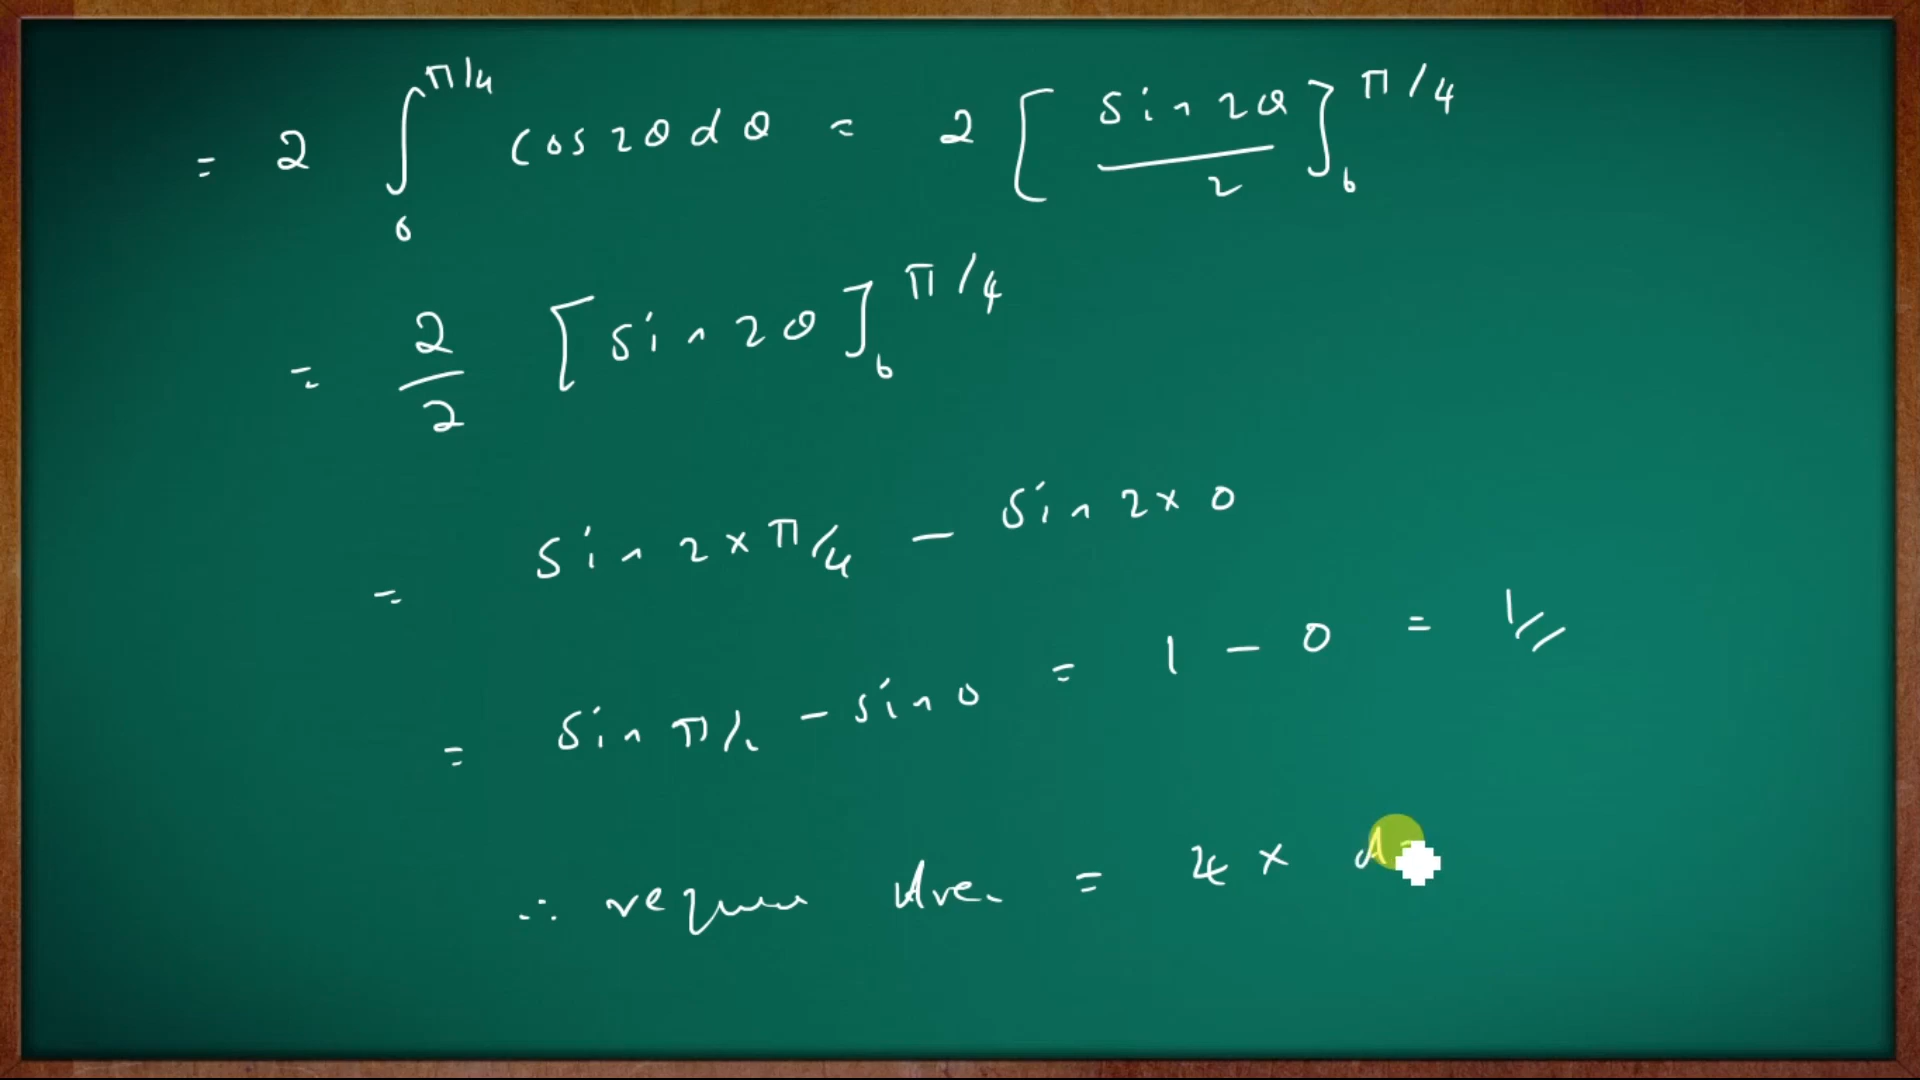 = 2 ∫₀^π/4 cos 2θ dθ = 2 [ sin 2θ / 2 ]₀^π/4
= 2/2 [ sin 2θ ]₀^π/4
= sin 2 × π/4 − sin 2 × 0
= sin π/2 − sin 0 = 1 − 0 = 1//
∴ Area = 4 × A